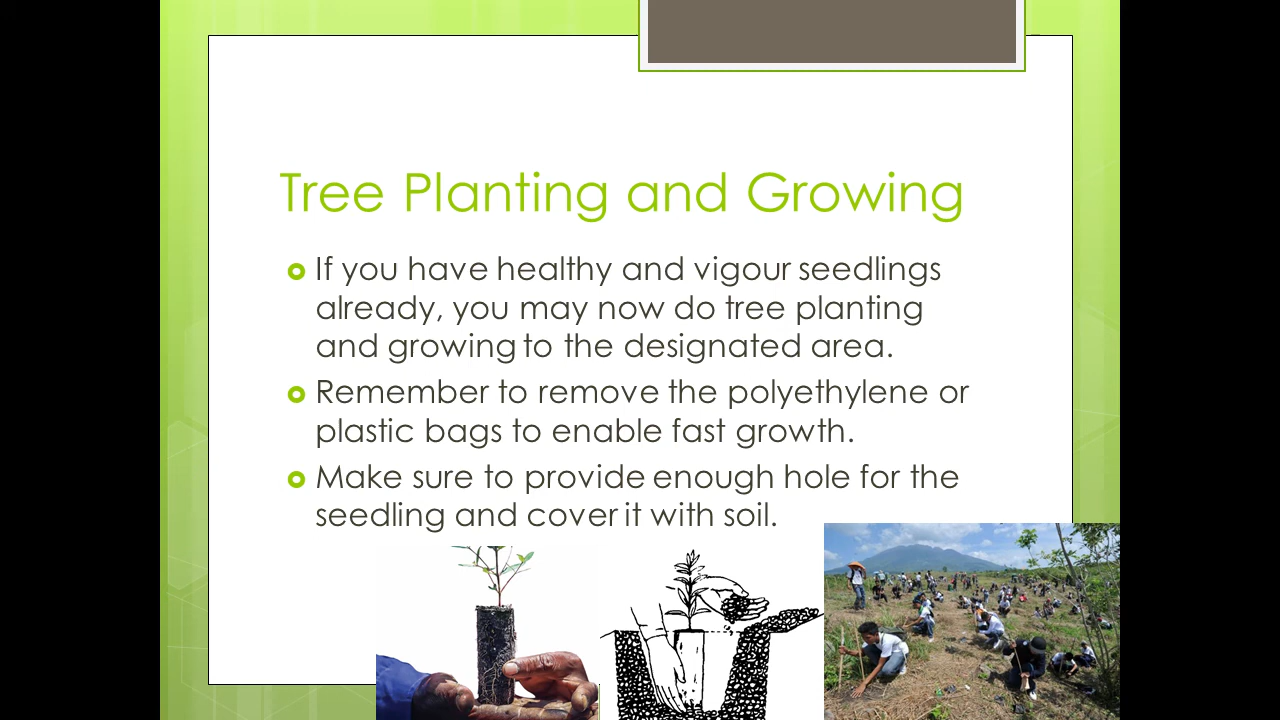 Tree Planting and Growing
If you have healthy and vigour seedlings
already, you may now do tree planting
and growing to the designated area.
Remember to remove the polyethylene or
plastic bags to enable fast growth.
Make sure to provide enough hole for the
seedling and cover it with soil.